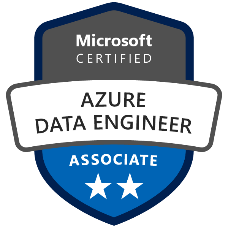 Microsoft
CERTIFIED
AZURE
DATA ENGINEER
ASSOCIATE